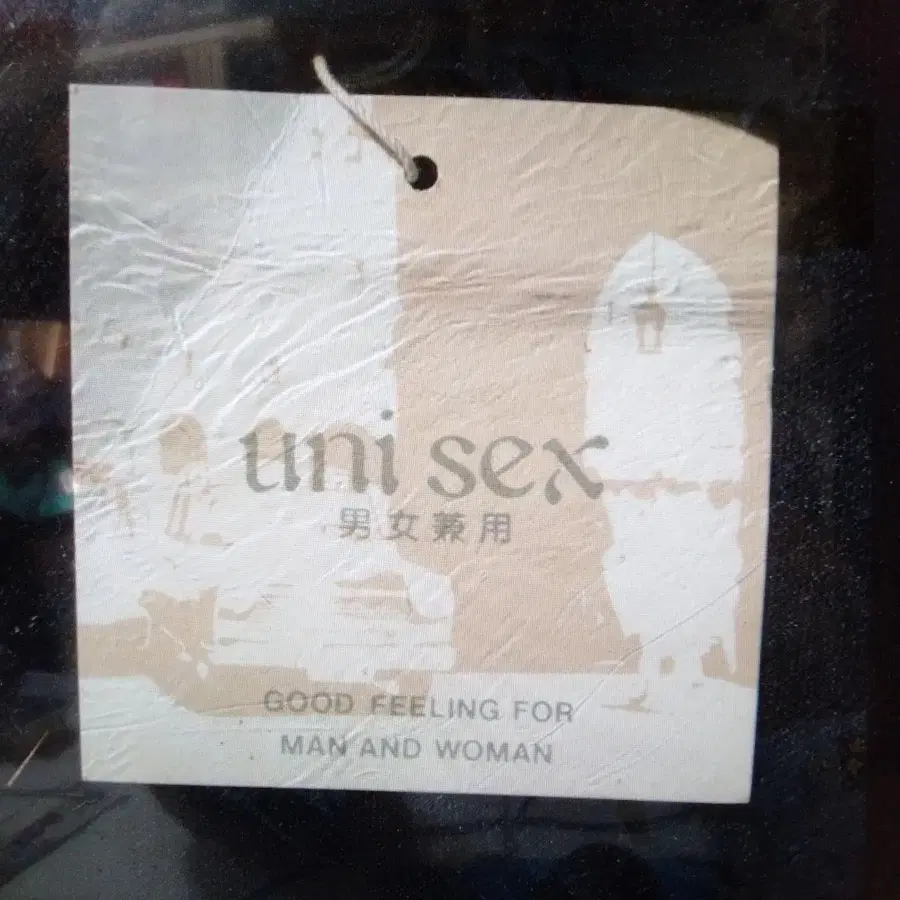 uni sex
男女兼用
GOOD FEELING FOR
MAN AND WOMAN